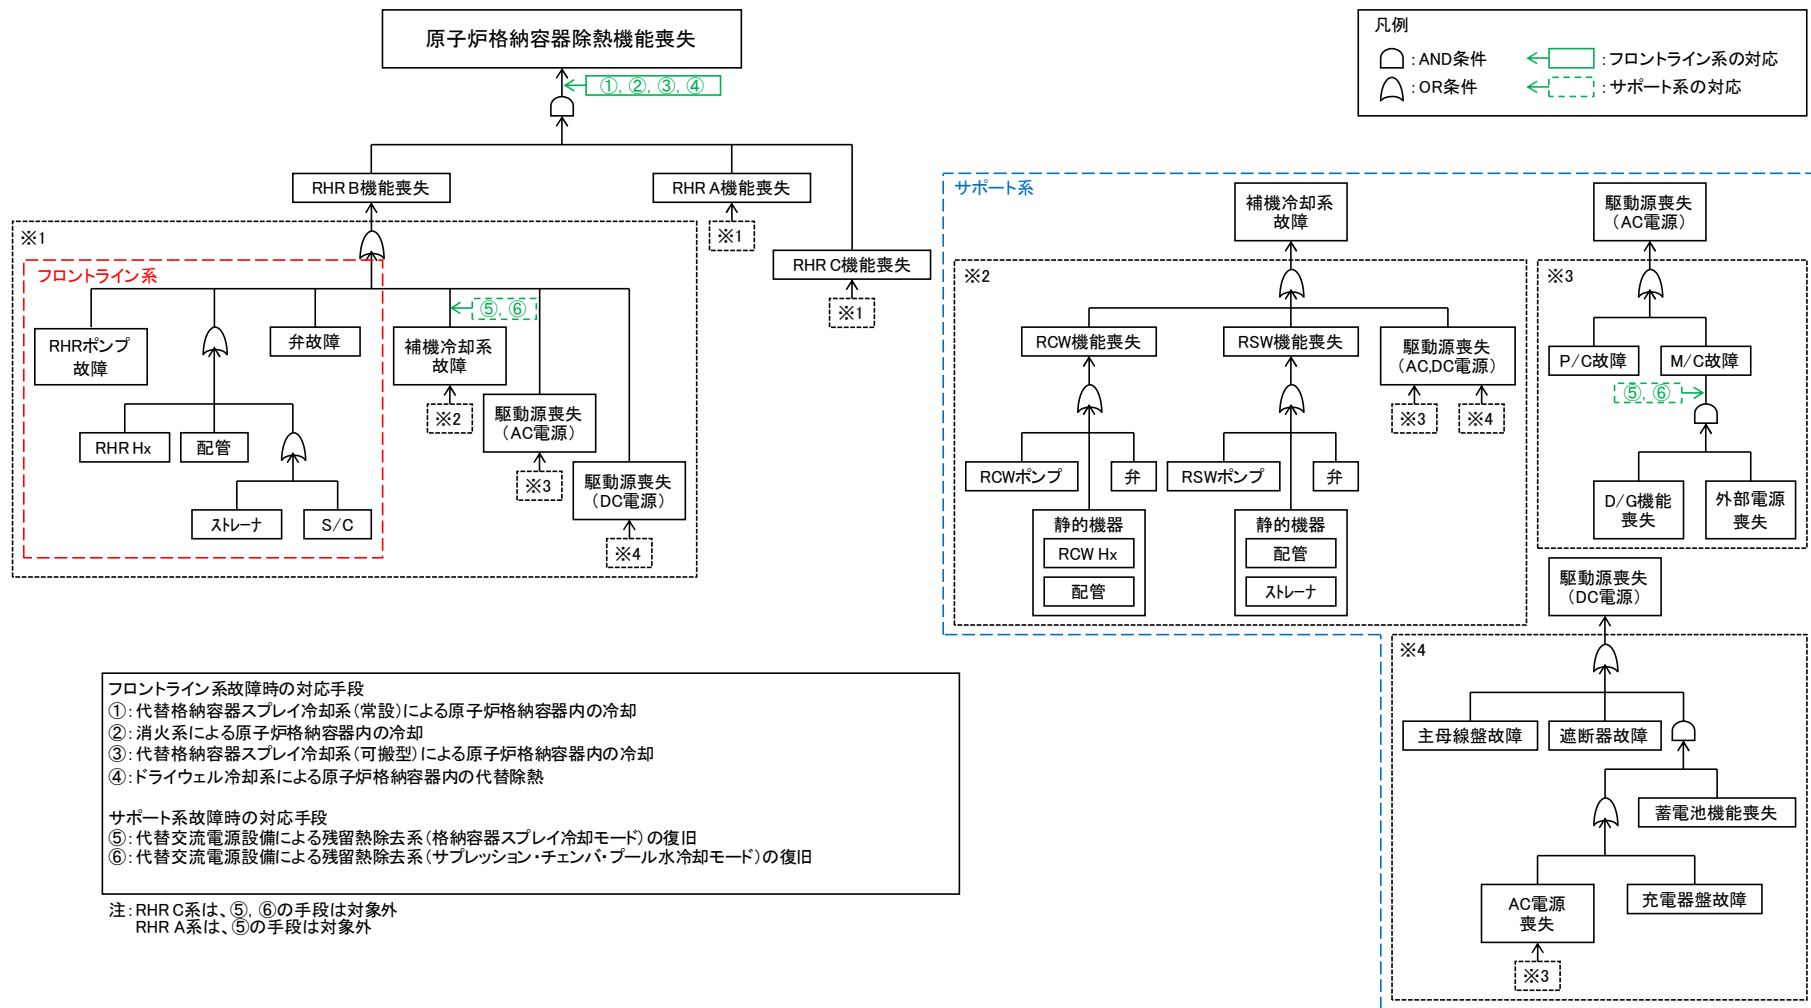 原子炉格納容器除熱機能喪失
①, ②, ③, ④
凡例
:AND条件
:フロントライン系の対応
:OR条件
:サポート系の対応
RHR B機能喪失
RHR A機能喪失
※1
RHR C機能喪失
※1
※1
フロントライン系
RHRポンプ
故障
弁故障
RHR Hx
配管
ストレーナ
S/C
⑤, ⑥
補機冷却系
故障
※2
駆動源喪失
(AC電源)
※3
駆動源喪失
(DC電源)
※4
サポート系
補機冷却系
故障
※2
RCW機能喪失
RSW機能喪失
駆動源喪失
(AC,DC電源)
※3
※4
RCWポンプ
弁
RSWポンプ
弁
静的機器
RCW Hx
配管
静的機器
配管
ストレーナ
駆動源喪失
(AC電源)
※3
P/C故障
M/C故障
⑤, ⑥
D/G機能
喪失
外部電源
喪失
駆動源喪失
(DC電源)
※4
主母線盤故障
遮断器故障
蓄電池機能喪失
AC電源
喪失
充電器盤故障
※3
フロントライン系故障時の対応手段
①:代替格納容器スプレイ冷却系(常設)による原子炉格納容器内の冷却
②:消火系による原子炉格納容器内の冷却
③:代替格納容器スプレイ冷却系(可搬型)による原子炉格納容器内の冷却
④:ドライウェル冷却系による原子炉格納容器内の代替除熱
サポート系故障時の対応手段
⑤:代替交流電源設備による残留熱除去系(格納容器スプレイ冷却モード)の復旧
⑥:代替交流電源設備による残留熱除去系(サプレッション・チェンバ・プール水冷却モード)の復旧
注:RHR C系は、⑤, ⑥の手段は対象外
RHR A系は、⑤の手段は対象外